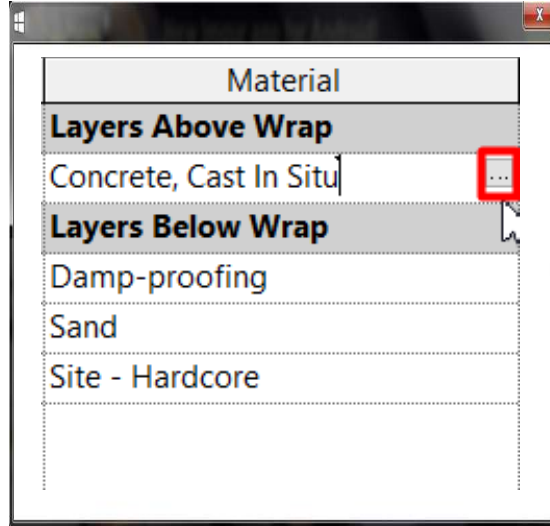 Material
Layers Above Wrap
Concrete, Cast In Situ
...
Layers Below Wrap
Damp-proofing
Sand
Site - Hardcore